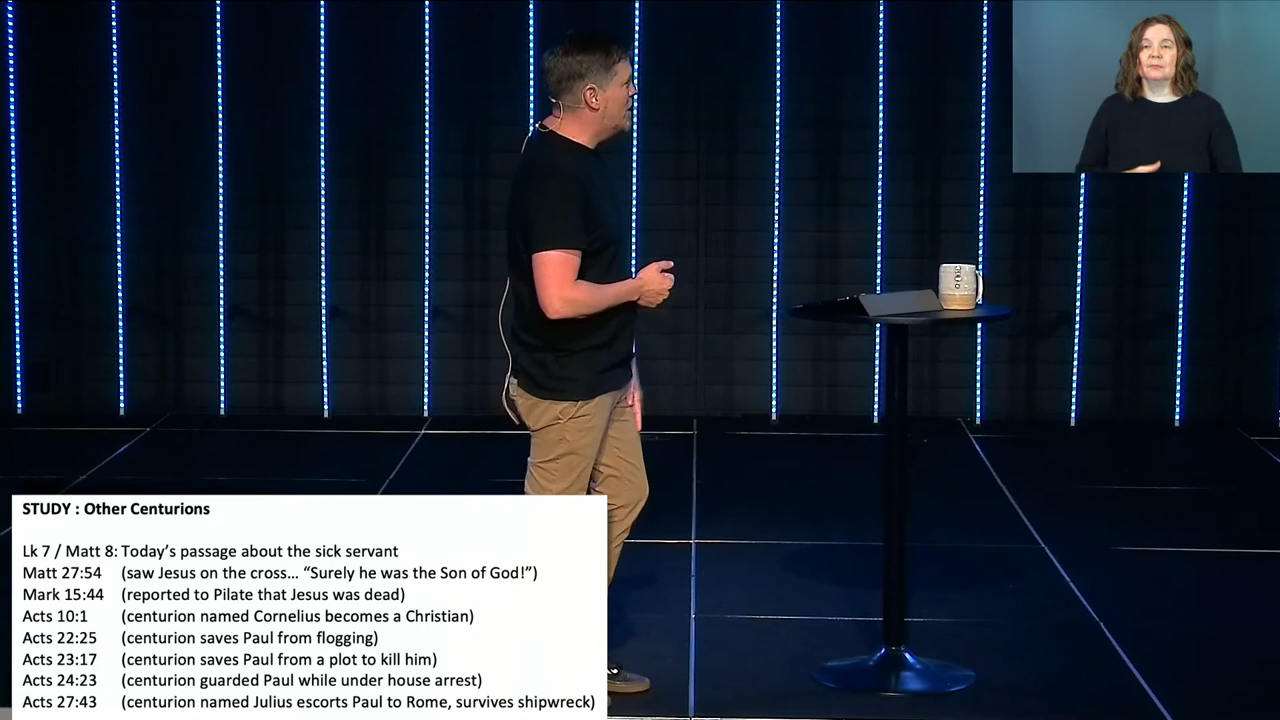 STUDY : Other Centurions
Lk 7 / Matt 8: Today’s passage about the sick servant
Matt 27:54 (saw Jesus on the cross… “Surely he was the Son of God!”)
Mark 15:44 (reported to Pilate that Jesus was dead)
Acts 10:1 (centurion named Cornelius becomes a Christian)
Acts 22:25 (centurion saves Paul from flogging)
Acts 23:17 (centurion saves Paul from a plot to kill him)
Acts 24:23 (centurion guarded Paul while under house arrest)
Acts 27:43 (centurion named Julius escorts Paul to Rome, survives shipwreck)